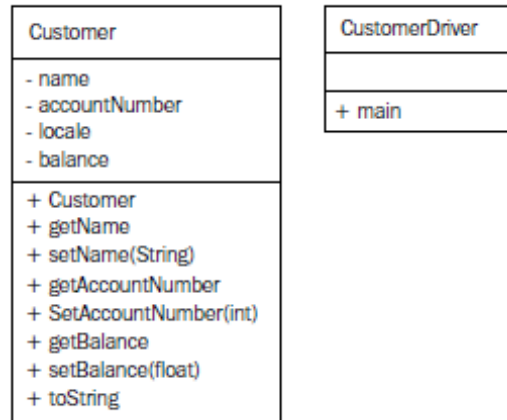 Customer
- name
- accountNumber
- locale
- balance
+ Customer
+ getName
+ setName(String)
+ getAccountNumber
+ SetAccountNumber(int)
+ getBalance
+ setBalance(float)
+ toString
CustomerDriver
+ main